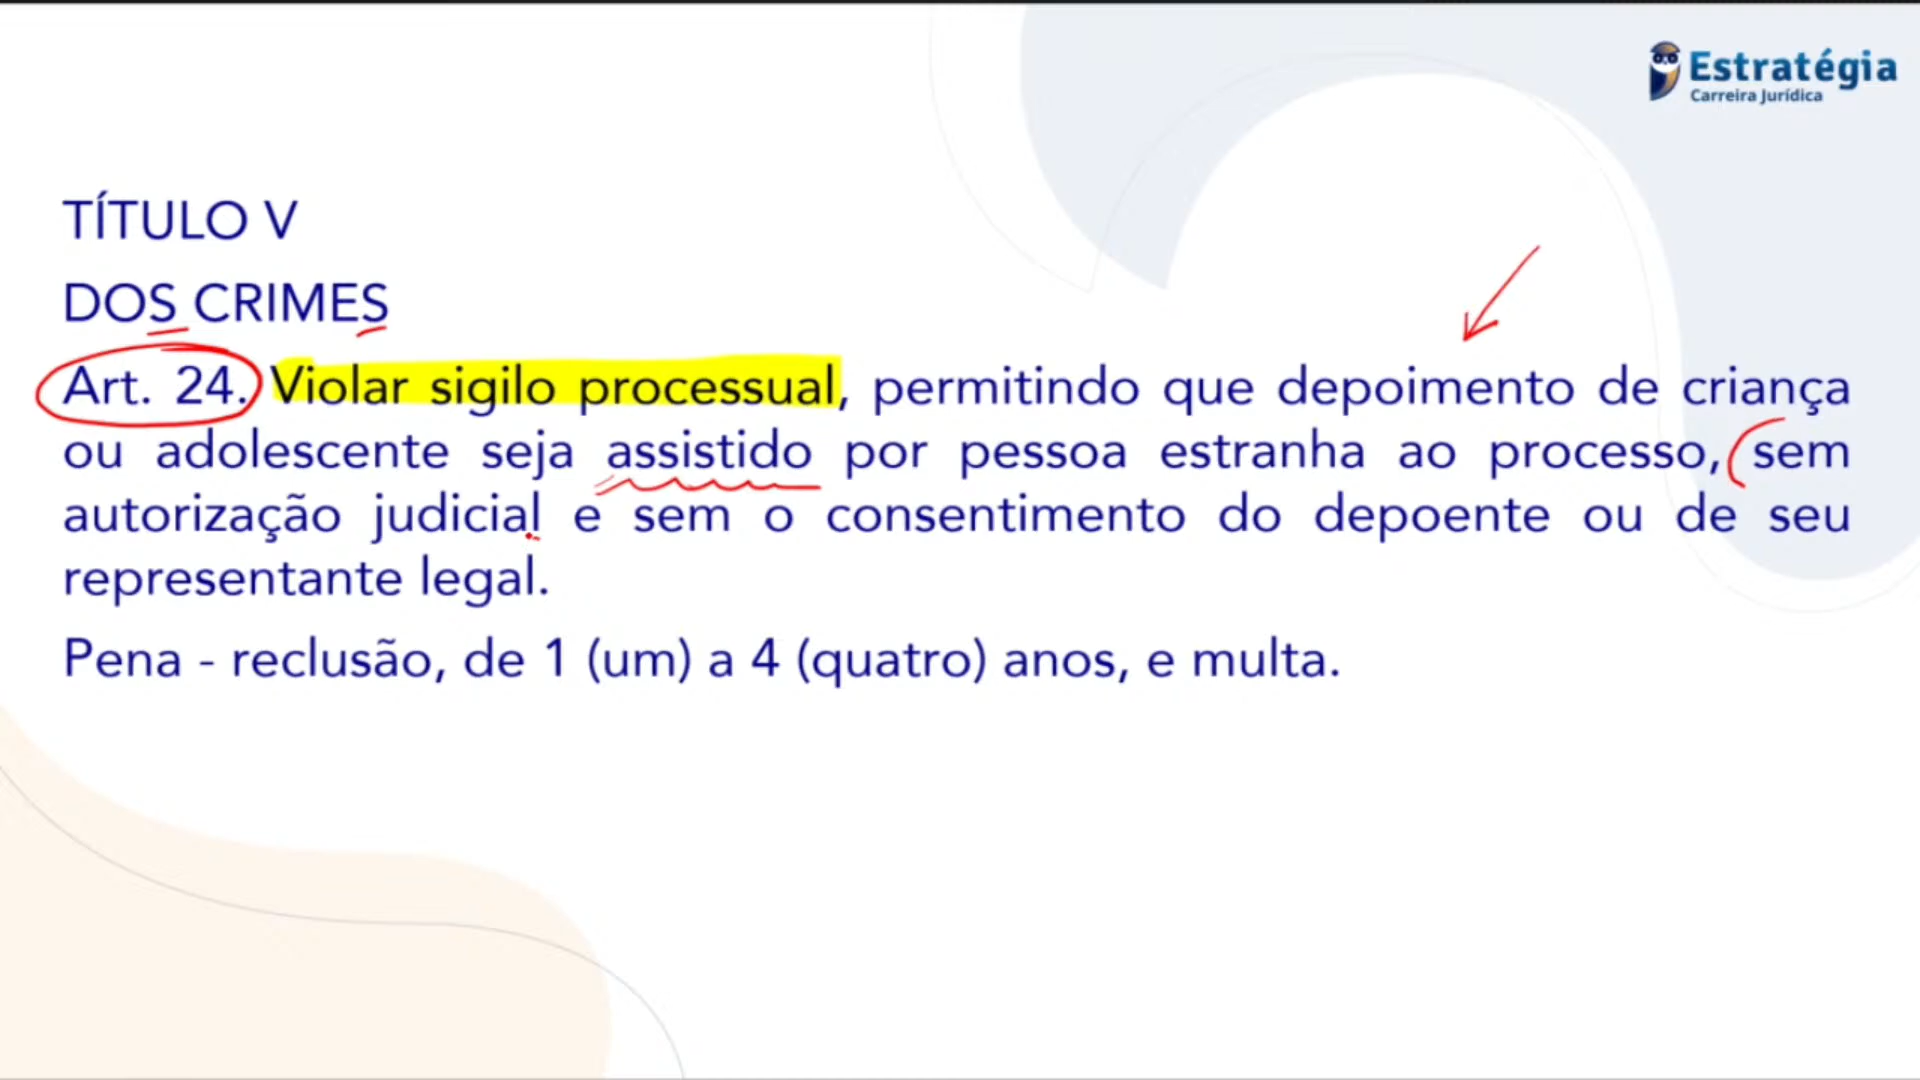 Estratégia
Carreira Jurídica
TÍTULO V
DOS CRIMES
Art. 24. Violar sigilo processual, permitindo que depoimento de criança
ou adolescente seja assistido por pessoa estranha ao processo, sem
autorização judicial e sem o consentimento do depoente ou de seu
representante legal.
Pena - reclusão, de 1 (um) a 4 (quatro) anos, e multa.